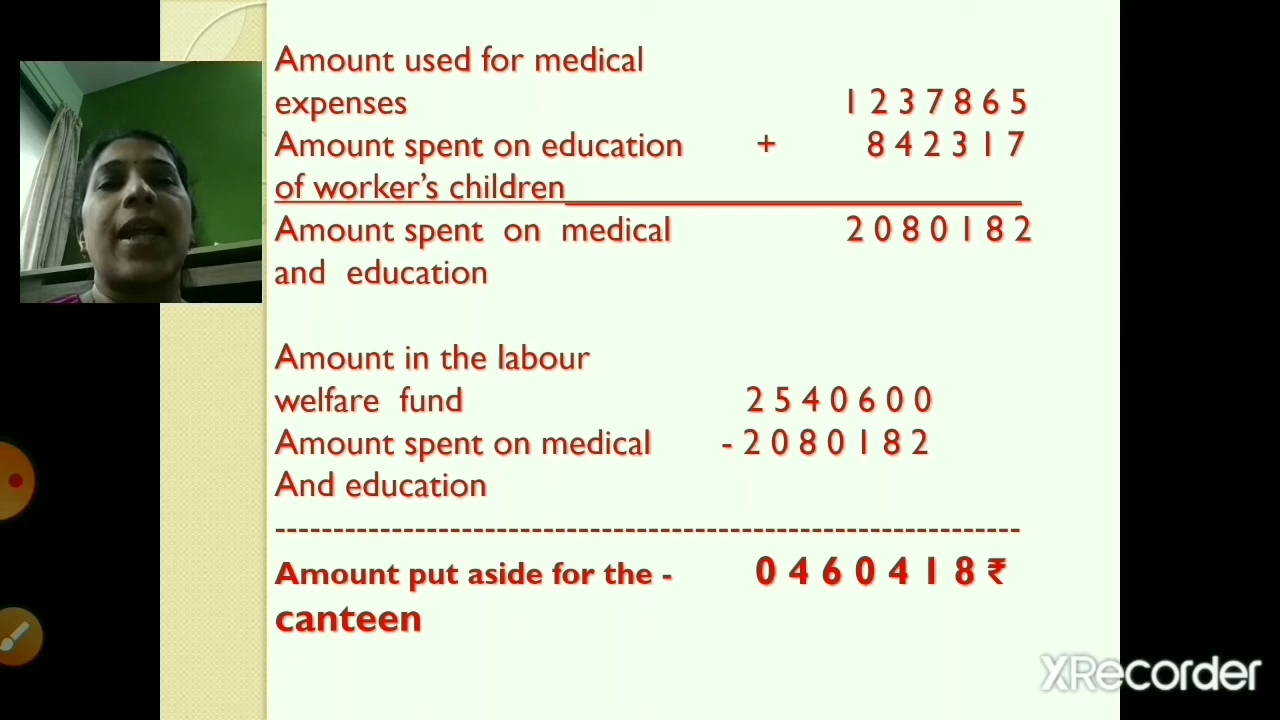 Amount used for medical
expenses 1 2 3 7 8 6 5
Amount spent on education + 8 4 2 3 1 7
of worker's children
Amount spent on medical 2 0 8 0 1 8 2
and education
Amount in the labour
welfare fund 2 5 4 0 6 0 0
Amount spent on medical - 2 0 8 0 1 8 2
And education
Amount put aside for the - 0 4 6 0 4 1 8 ₹
canteen
XRecorder